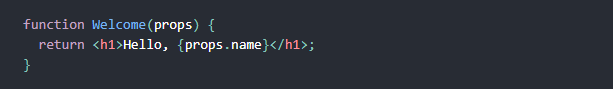 function Welcome(props) {
  return <h1>Hello, {props.name}</h1>;
}